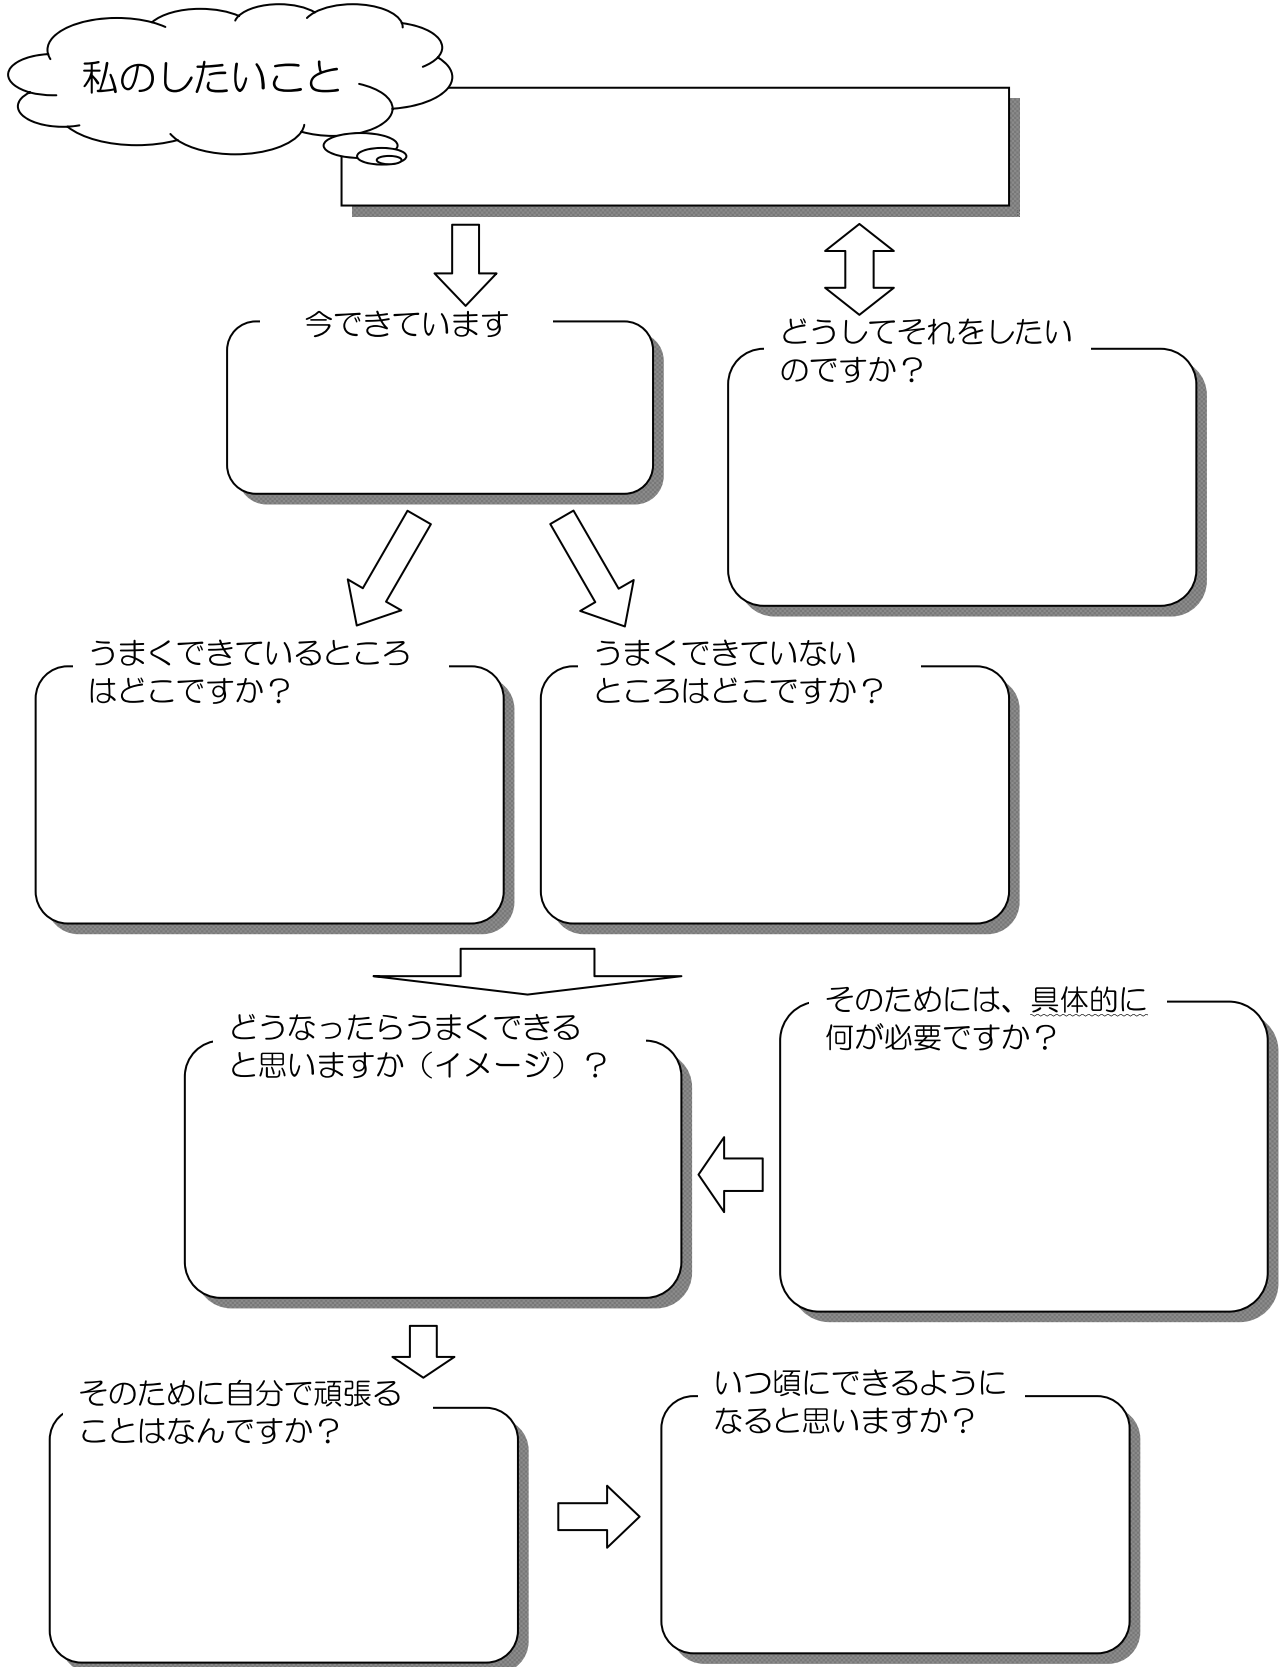 私のしたいこと
今できています
どうしてそれをしたい
のですか？
うまくできているところ
はどこですか？
うまくできていない
ところはどこですか？
どうなったらうまくできる
と思いますか（イメージ）？
そのためには、具体的に
何が必要ですか？
そのために自分で頑張る
ことはなんですか？
いつ頃にできるように
なると思いますか？